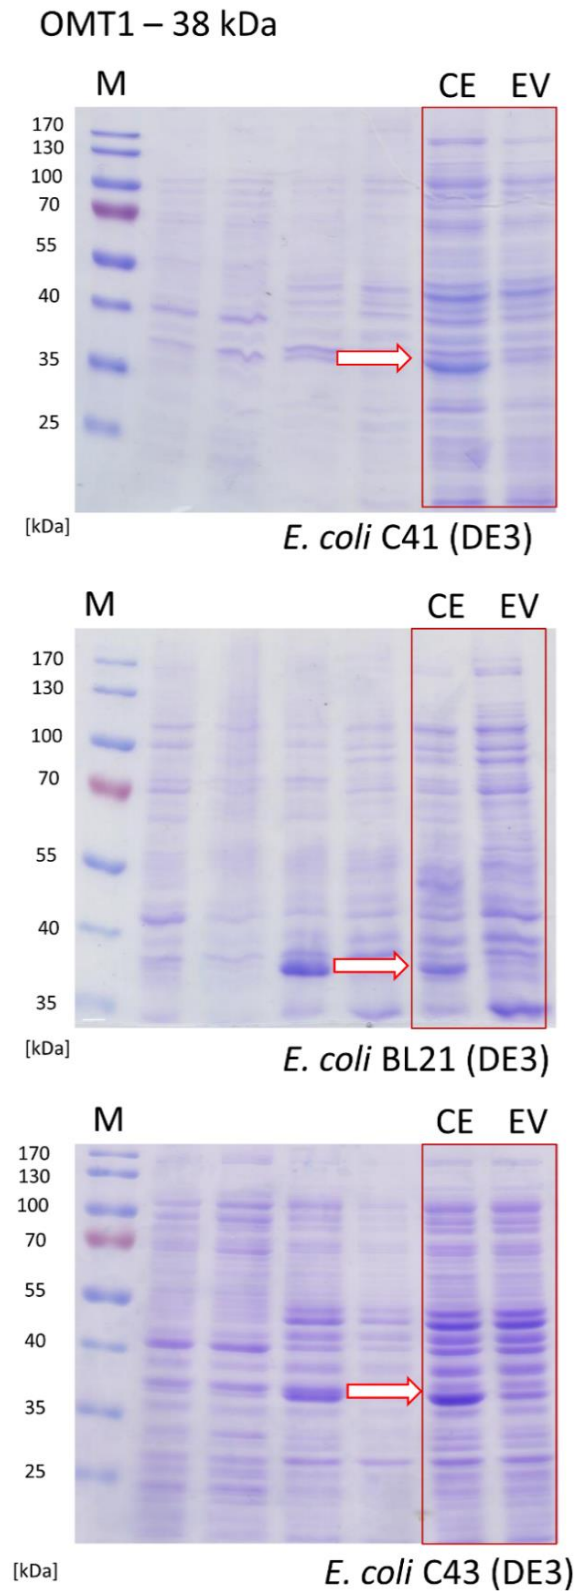 OMT1 – 38 kDa
M CE EV
170
130
100
70
55
40
35
25
[kDa]
E. coli C41 (DE3)
M CE EV
170
130
100
70
55
40
35
[kDa]
E. coli BL21 (DE3)
M CE EV
170
130
100
70
55
40
35
25
[kDa]
E. coli C43 (DE3)